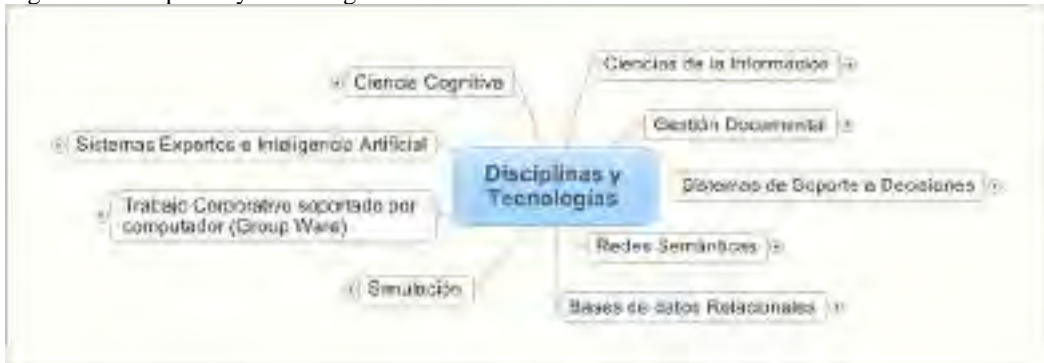 Ciencia Cognitiva
Sistemas Expertos e Inteligencia Artificial
Trabajo Corporativo soportado por
computador (Group Ware)
Simulación
Disciplinas y
Tecnologías
Ciencias de la Informacion
Gestión Documental
Sistemas de Soporte a Decisiones
Redes Semánticas
Bases de datos Relacionales